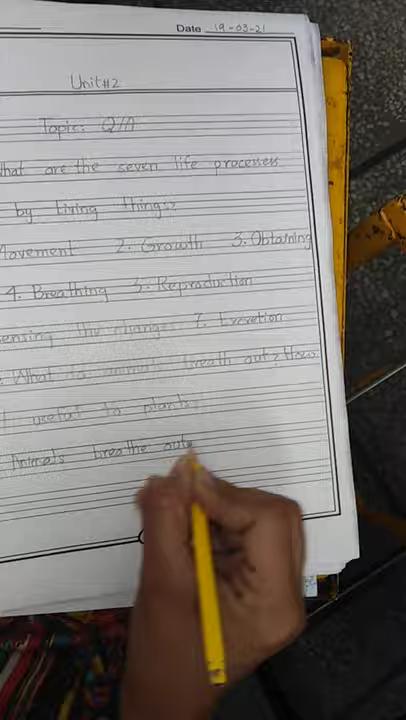 Date 19-03-21
Unit#2
Topic: Q/A
What are the seven life processes
by living things?
Movement 2. Growth 3. Obtaining
4. Breathing 5. Reproduction
sensing the changes 7. Excretion
What do animals breath out? How
useful to plants
Animals breathe out